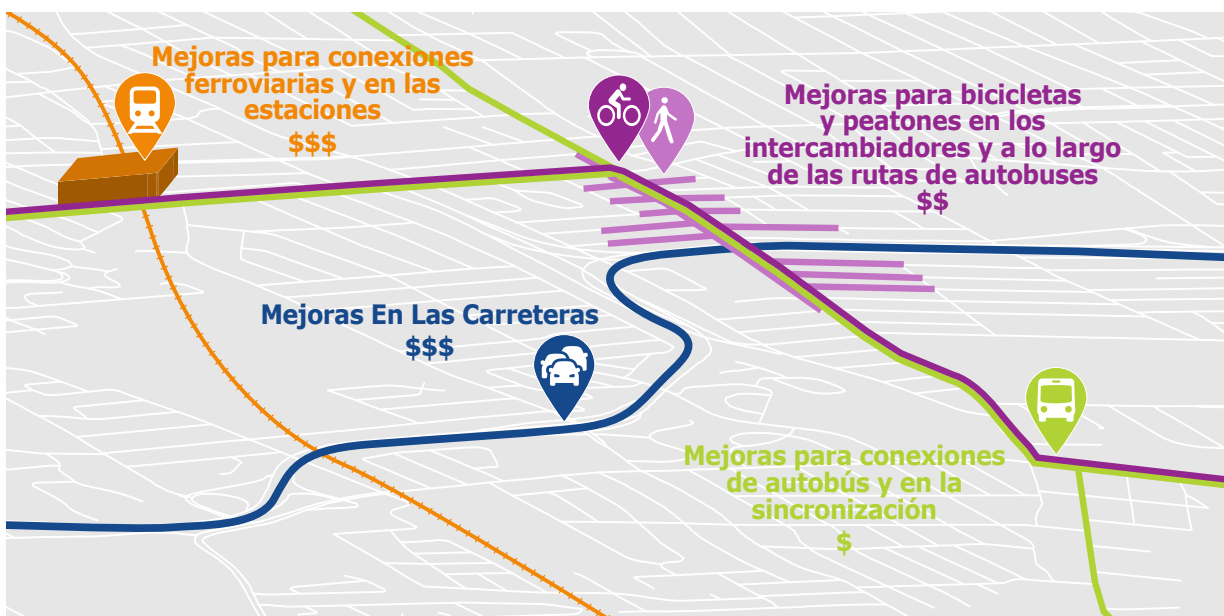 Mejoras para conexiones
ferroviarias y en las
estaciones
$$$
Mejoras para bicicletas
y peatones en los
intercambiadores y a lo largo
de las rutas de autobuses
$$
Mejoras En Las Carreteras
$$$
Mejoras para conexiones
de autobús y en la
sincronización
$